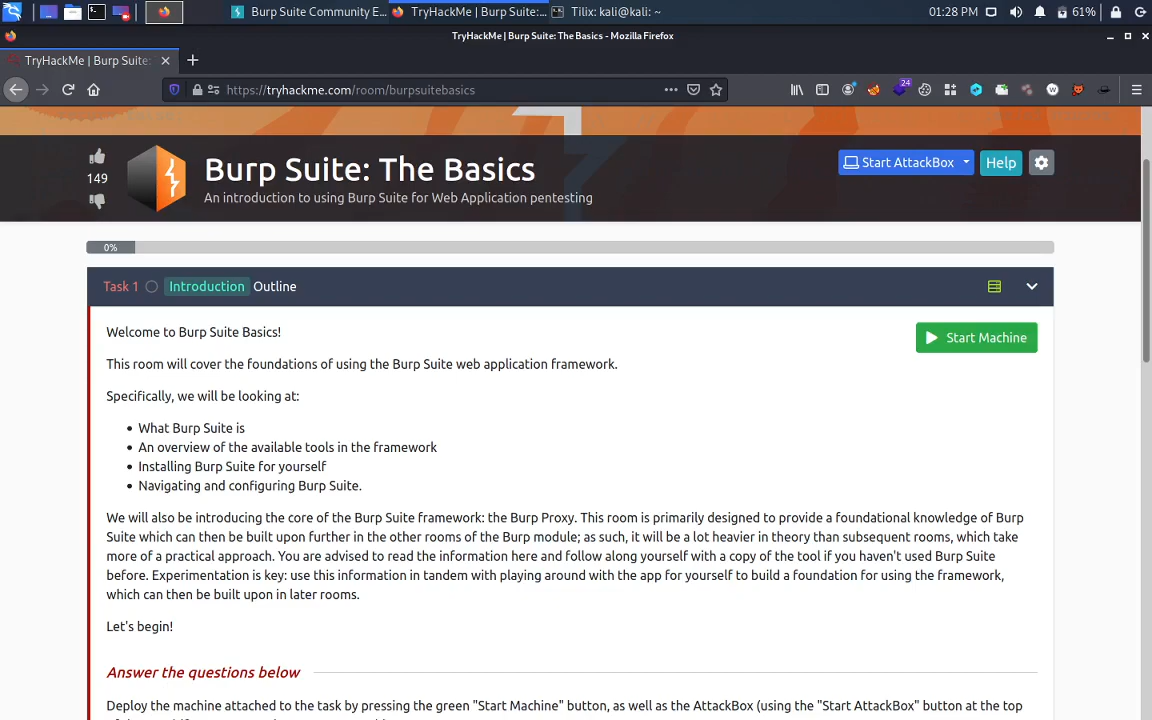 Burp Suite Community E...
TryHackMe | Burp Suite:...
Tilix: kali@kali: ~
01:28 PM
61%
TryHackMe | Burp Suite: The Basics - Mozilla Firefox
TryHackMe | Burp Suite:
https://tryhackme.com/room/burpsuitebasics
24
149
Burp Suite: The Basics
An introduction to using Burp Suite for Web Application pentesting
Start AttackBox
Help
0%
Task 1 Introduction Outline
Welcome to Burp Suite Basics!
Start Machine
This room will cover the foundations of using the Burp Suite web application framework.
Specifically, we will be looking at:
• What Burp Suite is
• An overview of the available tools in the framework
• Installing Burp Suite for yourself
• Navigating and configuring Burp Suite.
We will also be introducing the core of the Burp Suite framework: the Burp Proxy. This room is primarily designed to provide a foundational knowledge of Burp
Suite which can then be built upon further in the other rooms of the Burp module; as such, it will be a lot heavier in theory than subsequent rooms, which take
more of a practical approach. You are advised to read the information here and follow along yourself with a copy of the tool if you haven't used Burp Suite
before. Experimentation is key: use this information in tandem with playing around with the app for yourself to build a foundation for using the framework,
which can then be built upon in later rooms.
Let's begin!
Answer the questions below
Deploy the machine attached to the task by pressing the green "Start Machine" button, as well as the AttackBox (using the "Start AttackBox" button at the top